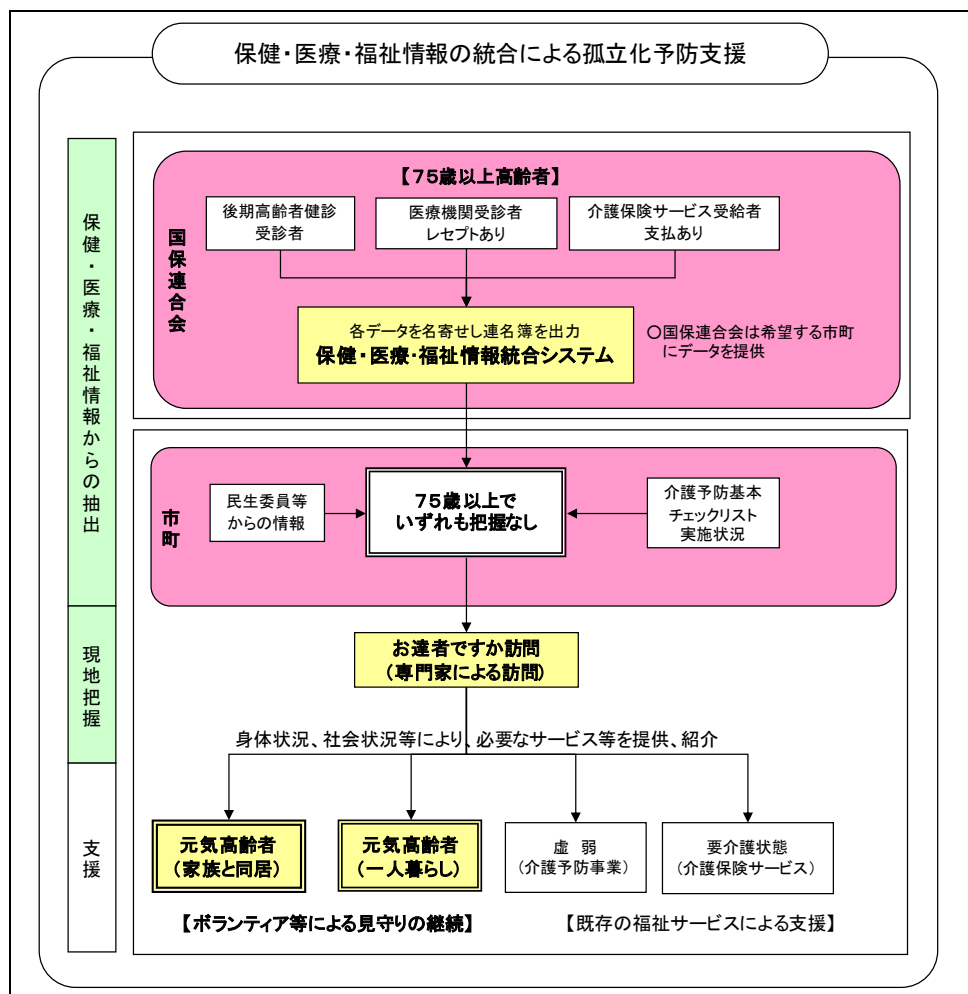 保健・医療・福祉情報の統合による孤立化予防支援
保健・医療・福祉情報からの抽出
国保連合会
【75歳以上高齢者】
後期高齢者健診
受診者
医療機関受診者
レセプトあり
介護保険サービス受給者
支払あり
各データを名寄せし連名簿を出力
保健・医療・福祉情報統合システム
○国保連合会は希望する市町
にデータを提供
市町
民生委員等
からの情報
75歳以上で
いずれも把握なし
介護予防基本
チェックリスト
実施状況
現地把握
お達者ですか訪問
(専門家による訪問)
身体状況、社会状況等により、必要なサービス等を提供、紹介
支援
元気高齢者
(家族と同居)
元気高齢者
(一人暮らし)
虚 弱
(介護予防事業)
要介護状態
(介護保険サービス)
【ボランティア等による見守りの継続】
【既存の福祉サービスによる支援】